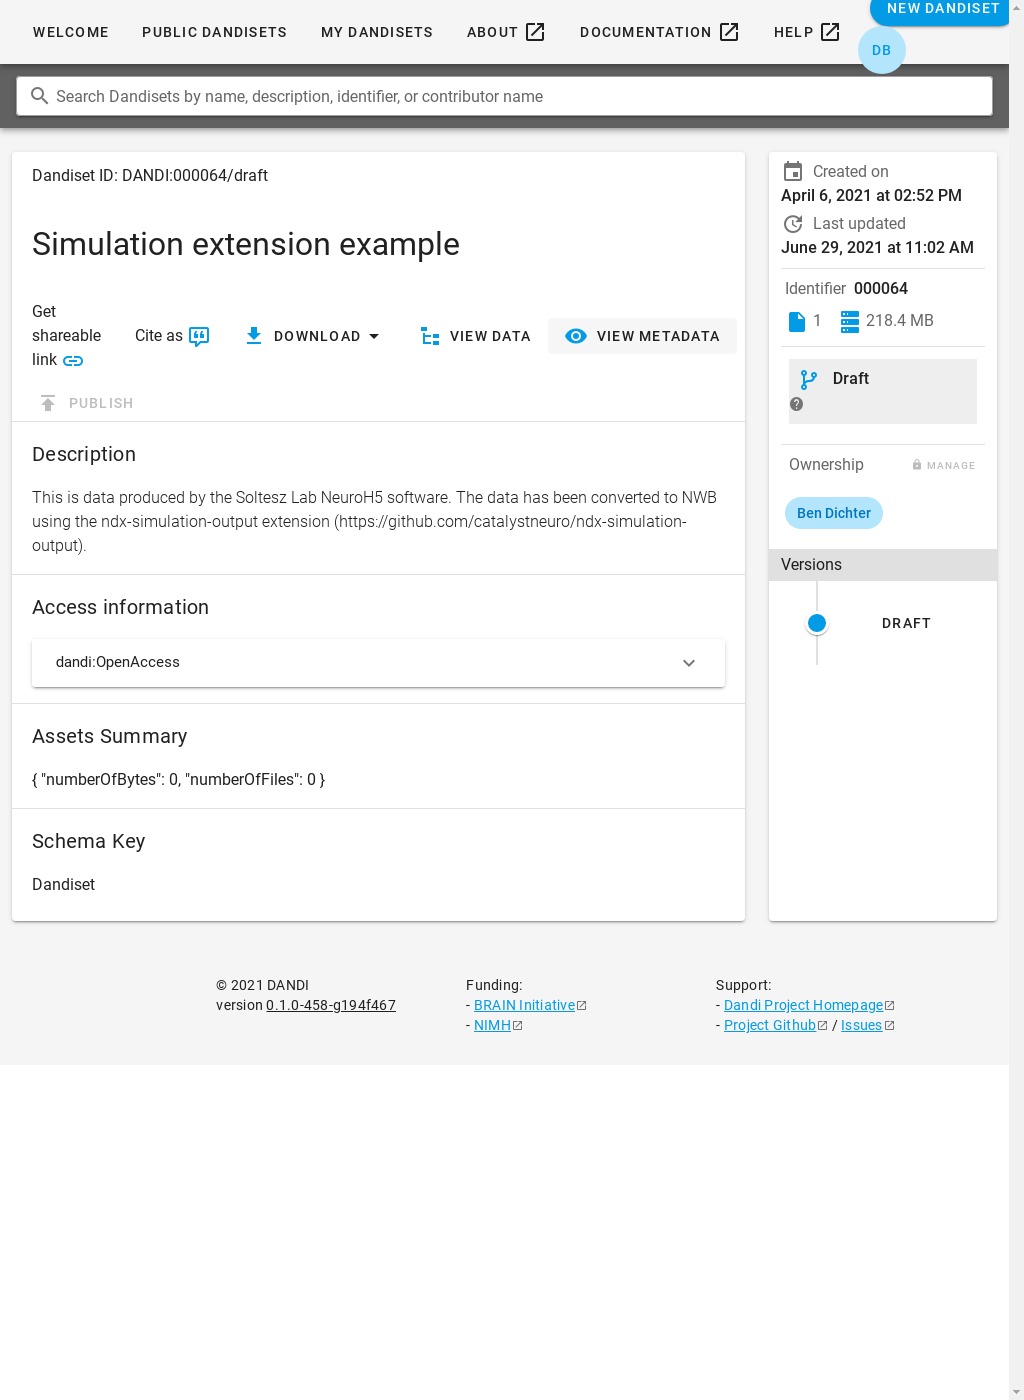 WELCOME PUBLIC DANDISETS MY DANDISETS ABOUT DOCUMENTATION HELP NEW DANDISET
DB
Search Dandisets by name, description, identifier, or contributor name
Dandiset ID: DANDI:000064/draft
Simulation extension example
Get shareable link
Cite as
DOWNLOAD
VIEW DATA
VIEW METADATA
PUBLISH
Description
This is data produced by the Soltesz Lab NeuroH5 software. The data has been converted to NWB
using the ndx-simulation-output extension (https://github.com/catalystneuro/ndx-simulation-
output).
Access information
dandi:OpenAccess
Assets Summary
{ "numberOfBytes": 0, "numberOfFiles": 0 }
Schema Key
Dandiset
Created on
April 6, 2021 at 02:52 PM
Last updated
June 29, 2021 at 11:02 AM
Identifier 000064
1 218.4 MB
Draft
Ownership MANAGE
Ben Dichter
Versions
DRAFT
© 2021 DANDI
version 0.1.0-458-g194f467
Funding:
- BRAIN Initiative
- NIMH
Support:
- Dandi Project Homepage
- Project Github / Issues